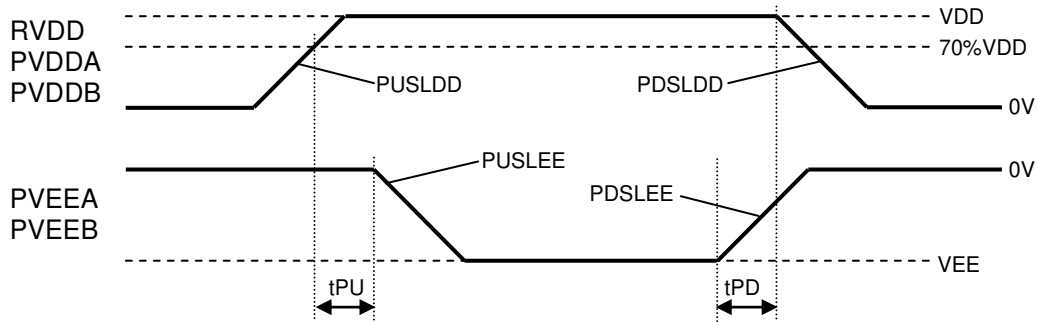 VDD
RVDD
70%VDD
PVDDA
PUSLDD
PDSLDD
PVDDB
0V
PUSLEE
0V
PVEEA
PDSLEE
PVEEB
VEE
tPU
tPD